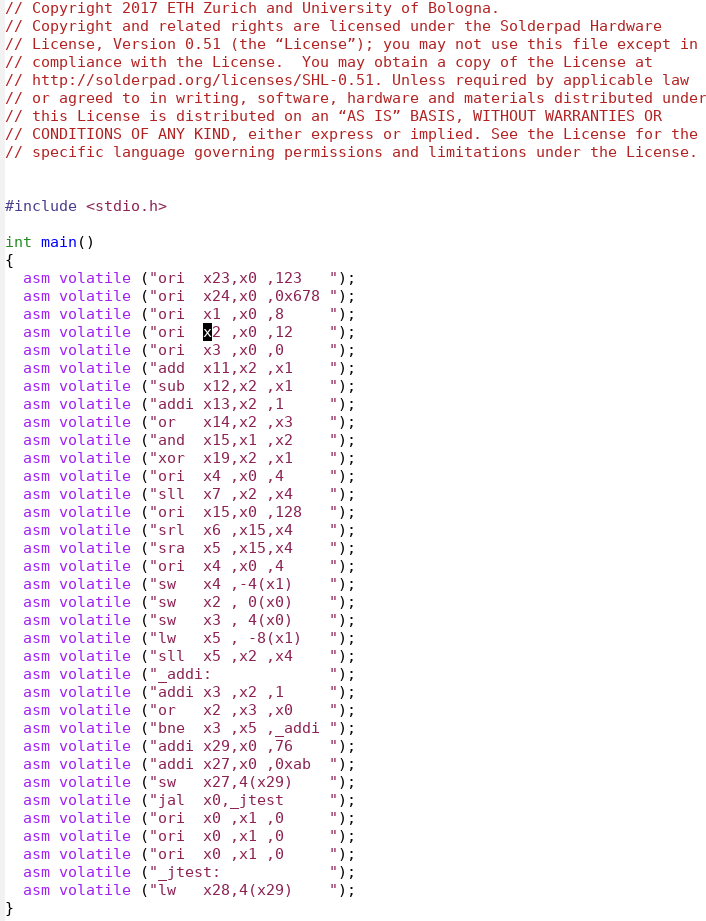 // Copyright 2017 ETH Zurich and University of Bologna.
// Copyright and related rights are licensed under the Solderpad Hardware
// License, Version 0.51 (the “License”); you may not use this file except in
// compliance with the License.  You may obtain a copy of the License at
// http://solderpad.org/licenses/SHL-0.51. Unless required by applicable law
// or agreed to in writing, software, hardware and materials distributed under
// this License is distributed on an “AS IS” BASIS, WITHOUT WARRANTIES OR
// CONDITIONS OF ANY KIND, either express or implied. See the License for the
// specific language governing permissions and limitations under the License.
#include <stdio.h>
int main()
{
  asm volatile ("ori  x23,x0 ,123   ");
  asm volatile ("ori  x24,x0 ,0x678 ");
  asm volatile ("ori  x1 ,x0 ,8     ");
  asm volatile ("ori  x2 ,x0 ,12    ");
  asm volatile ("ori  x3 ,x0 ,0     ");
  asm volatile ("add  x11,x2 ,x1    ");
  asm volatile ("sub  x12,x2 ,x1    ");
  asm volatile ("addi x13,x2 ,1     ");
  asm volatile ("or   x14,x2 ,x3    ");
  asm volatile ("and  x15,x1 ,x2    ");
  asm volatile ("xor  x19,x2 ,x1    ");
  asm volatile ("ori  x4 ,x0 ,4     ");
  asm volatile ("sll  x7 ,x2 ,x4    ");
  asm volatile ("ori  x15,x0 ,128   ");
  asm volatile ("srl  x6 ,x15,x4    ");
  asm volatile ("sra  x5 ,x15,x4    ");
  asm volatile ("ori  x4 ,x0 ,4     ");
  asm volatile ("sw   x4 ,-4(x1)    ");
  asm volatile ("sw   x2 , 0(x0)    ");
  asm volatile ("sw   x3 , 4(x0)    ");
  asm volatile ("lw   x5 , -8(x1)   ");
  asm volatile ("sll  x5 ,x2 ,x4    ");
  asm volatile ("_addi:             ");
  asm volatile ("addi x3 ,x2 ,1     ");
  asm volatile ("or   x2 ,x3 ,x0    ");
  asm volatile ("bne  x3 ,x5 ,_addi ");
  asm volatile ("addi x29,x0 ,76    ");
  asm volatile ("addi x27,x0 ,0xab  ");
  asm volatile ("sw   x27,4(x29)    ");
  asm volatile ("jal  x0,_jtest     ");
  asm volatile ("ori  x0 ,x1 ,0     ");
  asm volatile ("ori  x0 ,x1 ,0     ");
  asm volatile ("ori  x0 ,x1 ,0     ");
  asm volatile ("_jtest:            ");
  asm volatile ("lw   x28,4(x29)    ");
}